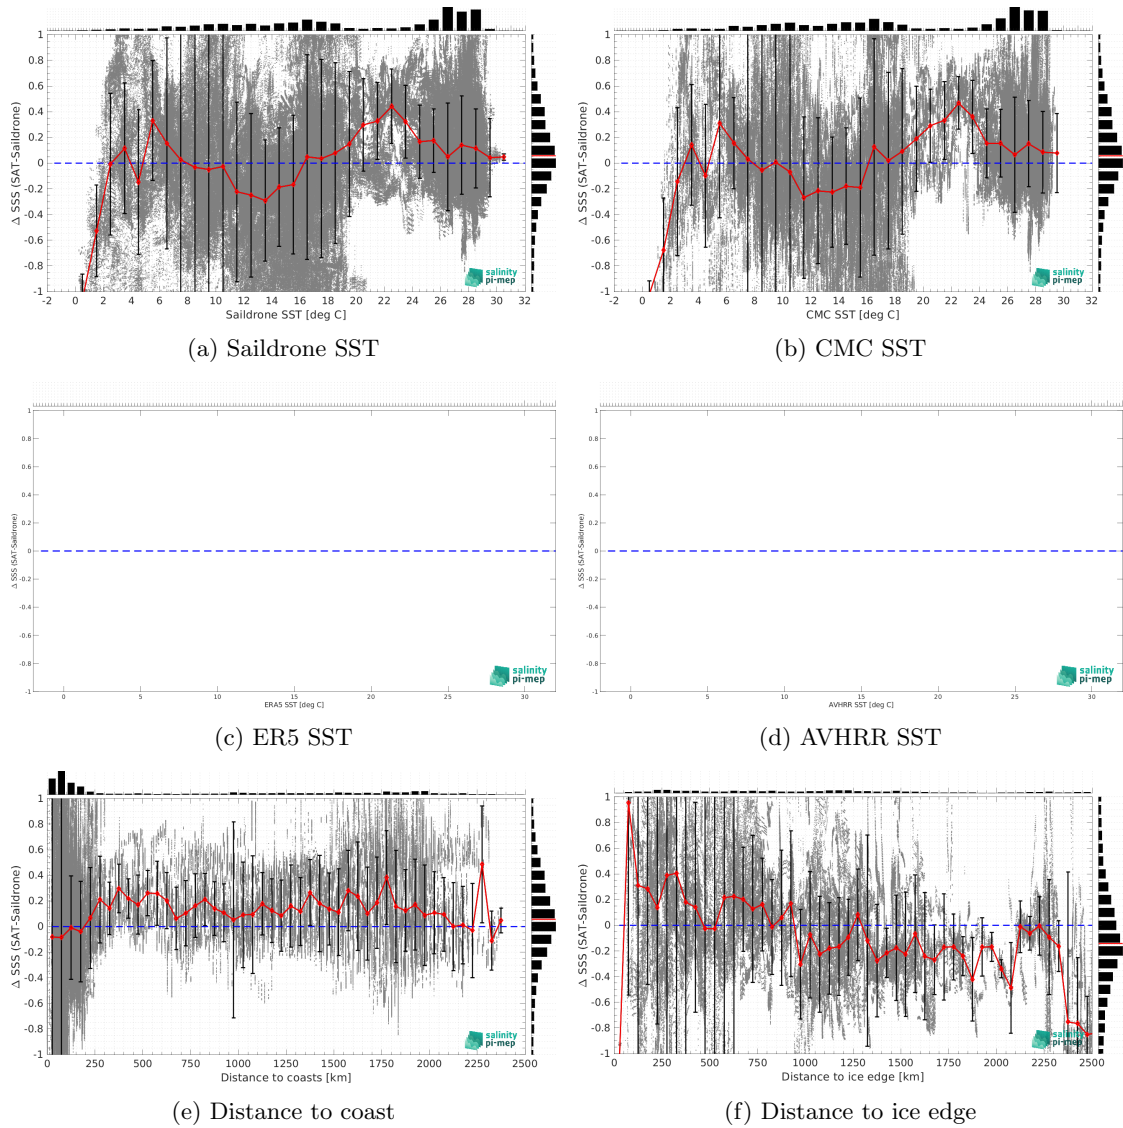 1
0.8
0.6
0.4
0.2
0
-0.2
-0.4
-0.6
-0.8
-1
Δ SSS (SAT-Saildrone)
-2 0 2 4 6 8 10 12 14 16 18 20 22 24 26 28 30 32
Saildrone SST [deg C]
salinity
pi-mep
(a) Saildrone SST
1
0.8
0.6
0.4
0.2
0
-0.2
-0.4
-0.6
-0.8
-1
Δ SSS (SAT-Saildrone)
-2 0 2 4 6 8 10 12 14 16 18 20 22 24 26 28 30 32
CMC SST [deg C]
salinity
pi-mep
(b) CMC SST
1
0.8
0.6
0.4
0.2
0
-0.2
-0.4
-0.6
-0.8
-1
Δ SSS (SAT-Saildrone)
0 5 10 15 20 25 30
ERA5 SST [deg C]
salinity
pi-mep
(c) ER5 SST
1
0.8
0.6
0.4
0.2
0
-0.2
-0.4
-0.6
-0.8
-1
Δ SSS (SAT-Saildrone)
0 5 10 15 20 25 30
AVHRR SST [deg C]
salinity
pi-mep
(d) AVHRR SST
1
0.8
0.6
0.4
0.2
0
-0.2
-0.4
-0.6
-0.8
-1
Δ SSS (SAT-Saildrone)
0 250 500 750 1000 1250 1500 1750 2000 2250 2500
Distance to coasts [km]
salinity
pi-mep
(e) Distance to coast
1
0.8
0.6
0.4
0.2
0
-0.2
-0.4
-0.6
-0.8
-1
Δ SSS (SAT-Saildrone)
0 250 500 750 1000 1250 1500 1750 2000 2250 2500
Distance to ice edge [km]
salinity
pi-mep
(f) Distance to ice edge